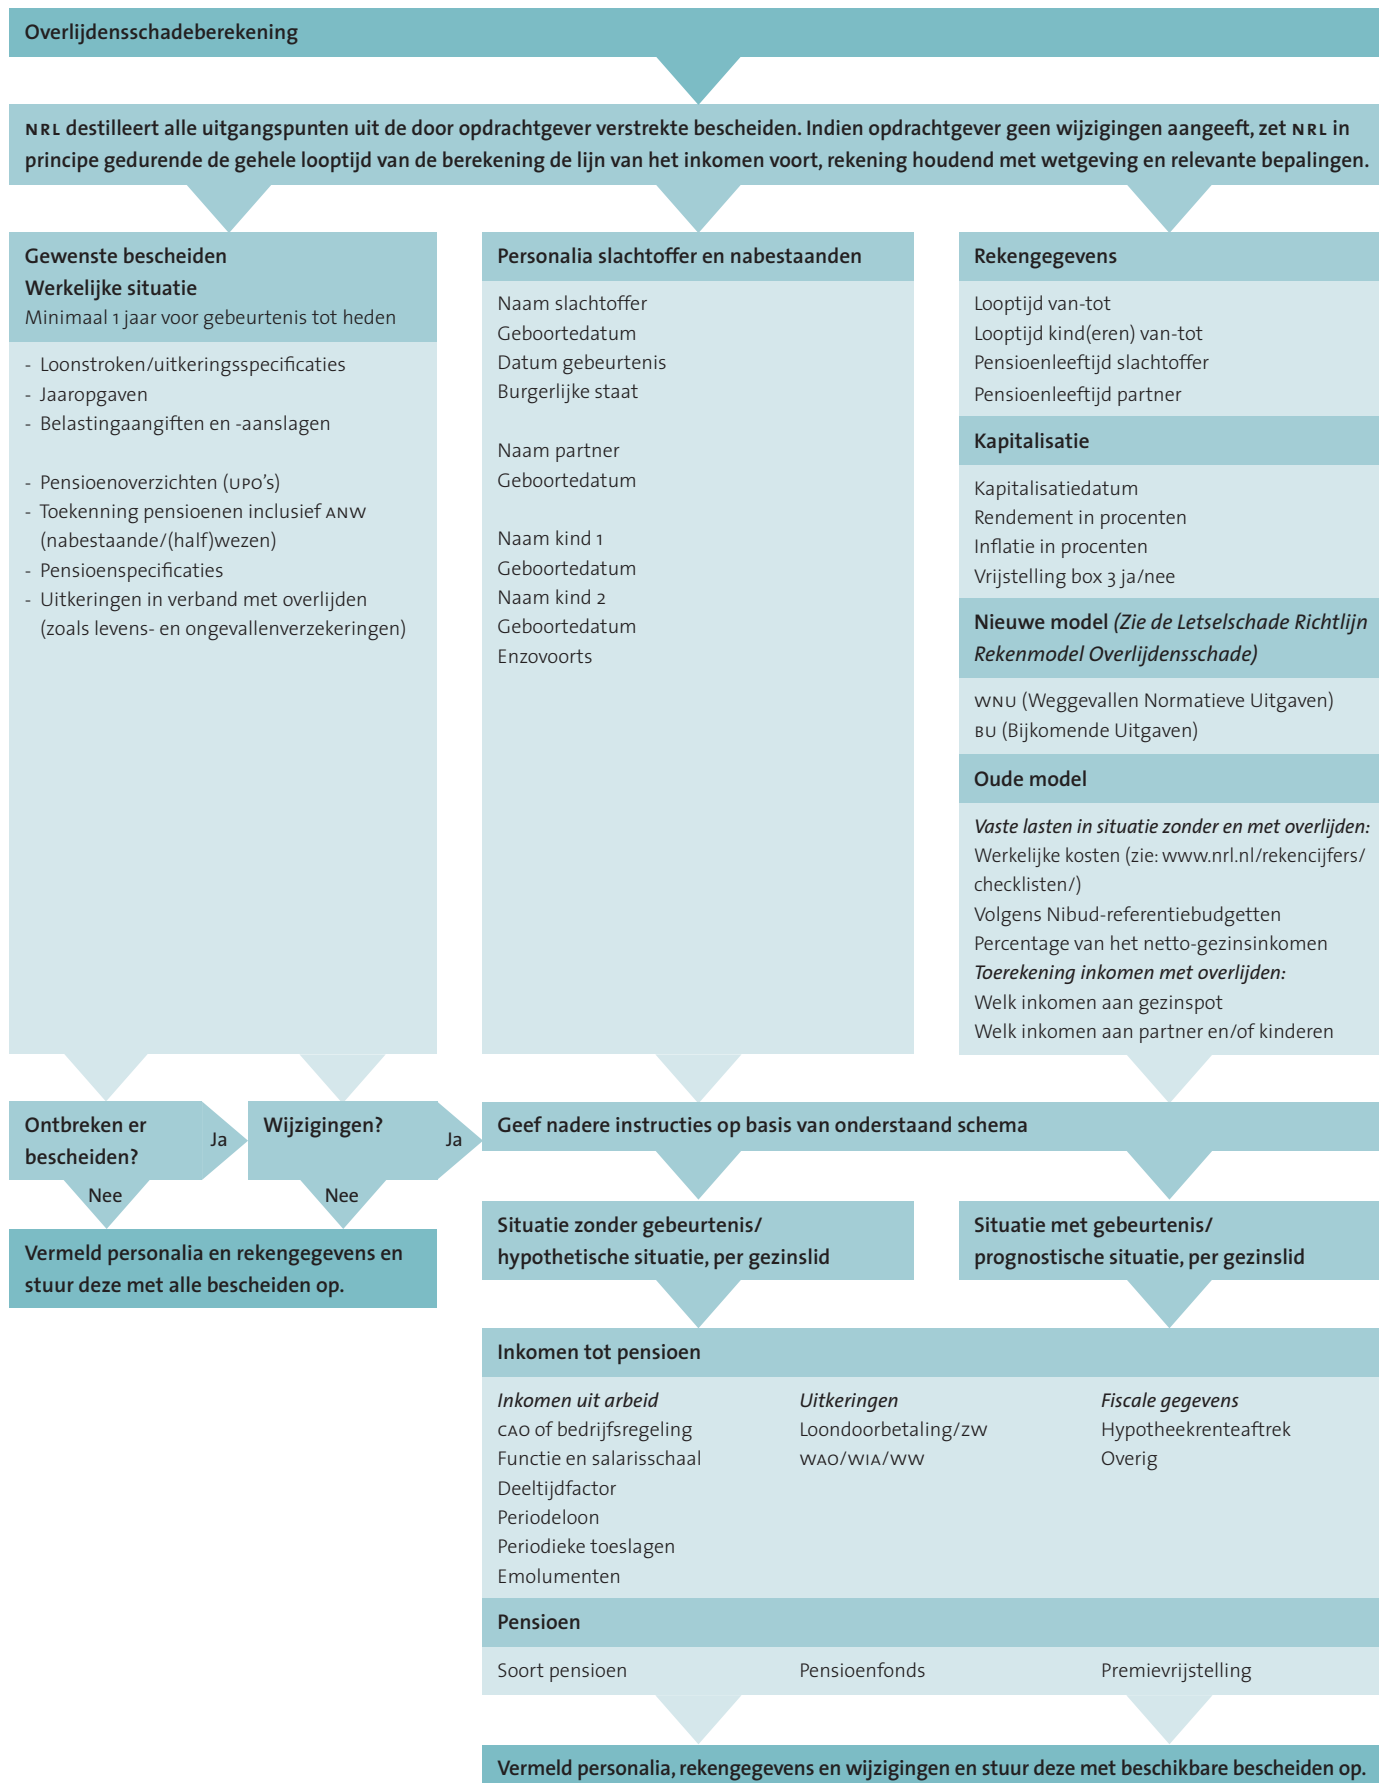 Overlijdensschadeberekening
NRL destilleert alle uitgangspunten uit de door opdrachtgever verstrekte bescheiden. Indien opdrachtgever geen wijzigingen aangeeft, zet NRL in
principe gedurende de gehele looptijd van de berekening de lijn van het inkomen voort, rekening houdend met wetgeving en relevante bepalingen.
Gewenste bescheiden
Werkelijke situatie
Minimaal 1 jaar voor gebeurtenis tot heden
- Loonstroken/uitkeringsspecificaties
- Jaaropgaven
- Belastingaangiften en -aanslagen
- Pensioenoverzichten (UPO's)
- Toekenning pensioenen inclusief ANW
(nabestaande/(half)wezen)
- Pensioenspecificaties
- Uitkeringen in verband met overlijden
(zoals levens- en ongevallenverzekeringen)
Personalia slachtoffer en nabestaanden
Naam slachtoffer
Geboortedatum
Datum gebeurtenis
Burgerlijke staat
Naam partner
Geboortedatum
Naam kind 1
Geboortedatum
Naam kind 2
Geboortedatum
Enzovoorts
Rekengegevens
Looptijd van-tot
Looptijd kind(eren) van-tot
Pensioenleeftijd slachtoffer
Pensioenleeftijd partner
Kapitalisatie
Kapitalisatiedatum
Rendement in procenten
Inflatie in procenten
Vrijstelling box 3 ja/nee
Nieuwe model (Zie de Letselschade Richtlijn
Rekenmodel Overlijdensschade)
WNU (Weggevallen Normatieve Uitgaven)
BU (Bijkomende Uitgaven)
Oude model
Vaste lasten in situatie zonder en met overlijden:
Werkelijke kosten (zie: www.nrl.nl/rekencijfers/
checklisten/)
Volgens Nibud-referentiebudgetten
Percentage van het netto-gezinsinkomen
Toerekening inkomen met overlijden:
Welk inkomen aan gezinspot
Welk inkomen aan partner en/of kinderen
Ontbreken er
bescheiden?
Ja
Nee
Wijzigingen?
Ja
Nee
Vermeld personalia en rekengegevens en
stuur deze met alle bescheiden op.
Geef nadere instructies op basis van onderstaand schema
Situatie zonder gebeurtenis/
hypothetische situatie, per gezinslid
Situatie met gebeurtenis/
prognostische situatie, per gezinslid
Inkomen tot pensioen
Inkomen uit arbeid
CAO of bedrijfsregeling
Functie en salarisschaal
Deeltijdfactor
Periodeloon
Periodieke toeslagen
Emolumenten
Uitkeringen
Loondoorbetaling/ZW
WAO/WIA/WW
Fiscale gegevens
Hypotheekrenteaftrek
Overig
Pensioen
Soort pensioen
Pensioenfonds
Premievrijstelling
Vermeld personalia, rekengegevens en wijzigingen en stuur deze met beschikbare bescheiden op.